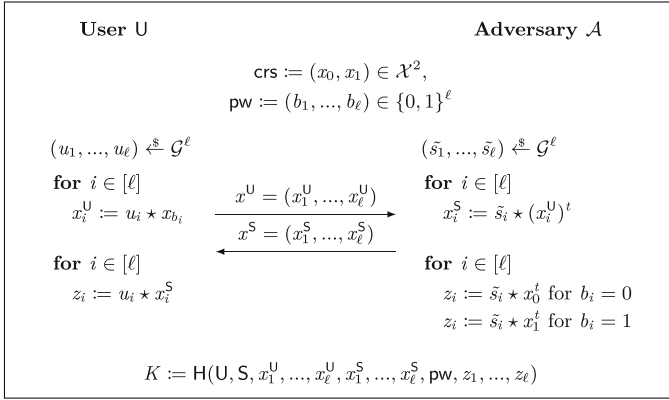 User U Adversary 𝒜
crs := (x₀, x₁) ∈ 𝒳²,
pw := (b₁, ..., b_ℓ) ∈ {0, 1}^ℓ
(u₁, ..., u_ℓ) ←$ 𝒢^ℓ (s̃₁, ..., s̃_ℓ) ←$ 𝒢^ℓ
for i ∈ [ℓ] for i ∈ [ℓ]
x_i^U := u_i ⋆ x_{b_i} x^U = (x_1^U, ..., x_ℓ^U) x_i^S := s̃_i ⋆ (x_i^U)^t
x^S = (x_1^S, ..., x_ℓ^S)
for i ∈ [ℓ] for i ∈ [ℓ]
z_i := u_i ⋆ x_i^S z_i := s̃_i ⋆ x_0^t for b_i = 0
z_i := s̃_i ⋆ x_1^t for b_i = 1
K := H(U, S, x_1^U, ..., x_ℓ^U, x_1^S, ..., x_ℓ^S, pw, z₁, ..., z_ℓ)